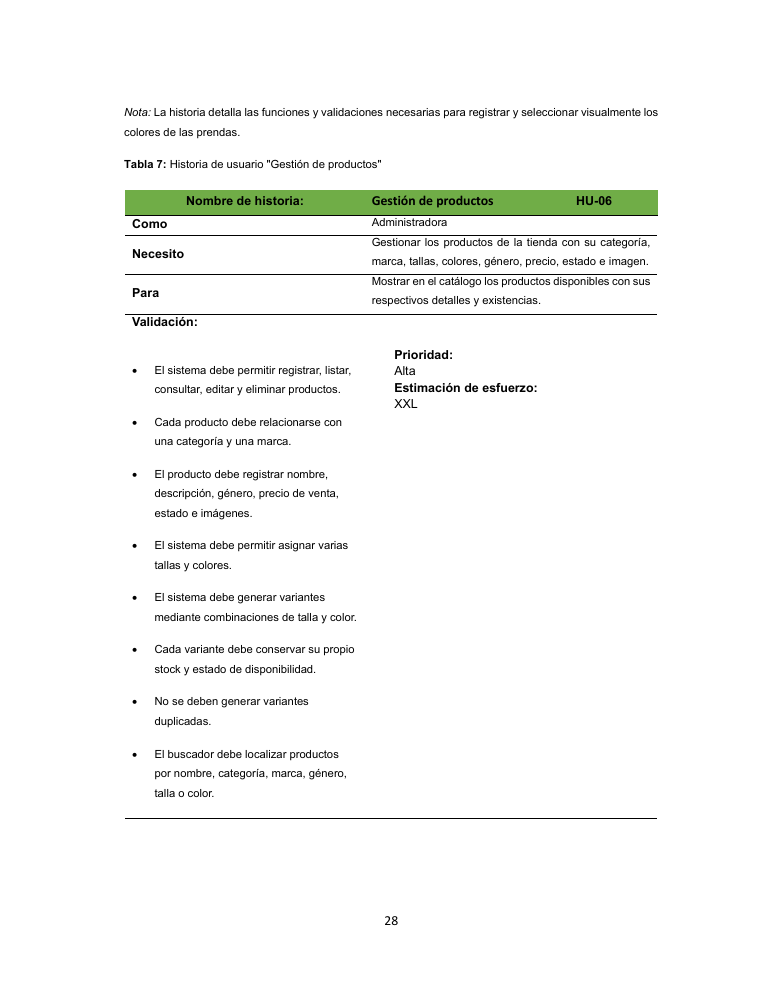 Nota: La historia detalla las funciones y validaciones necesarias para registrar y seleccionar visualmente los
colores de las prendas.
Tabla 7: Historia de usuario "Gestión de productos"
Nombre de historia: Gestión de productos HU-06
Como Administradora
Necesito Gestionar los productos de la tienda con su categoría,
marca, tallas, colores, género, precio, estado e imagen.
Para Mostrar en el catálogo los productos disponibles con sus
respectivos detalles y existencias.
Validación:
• El sistema debe permitir registrar, listar,
consultar, editar y eliminar productos.
• Cada producto debe relacionarse con
una categoría y una marca.
• El producto debe registrar nombre,
descripción, género, precio de venta,
estado e imágenes.
• El sistema debe permitir asignar varias
tallas y colores.
• El sistema debe generar variantes
mediante combinaciones de talla y color.
• Cada variante debe conservar su propio
stock y estado de disponibilidad.
• No se deben generar variantes
duplicadas.
• El buscador debe localizar productos
por nombre, categoría, marca, género,
talla o color.
Prioridad:
Alta
Estimación de esfuerzo:
XXL
28